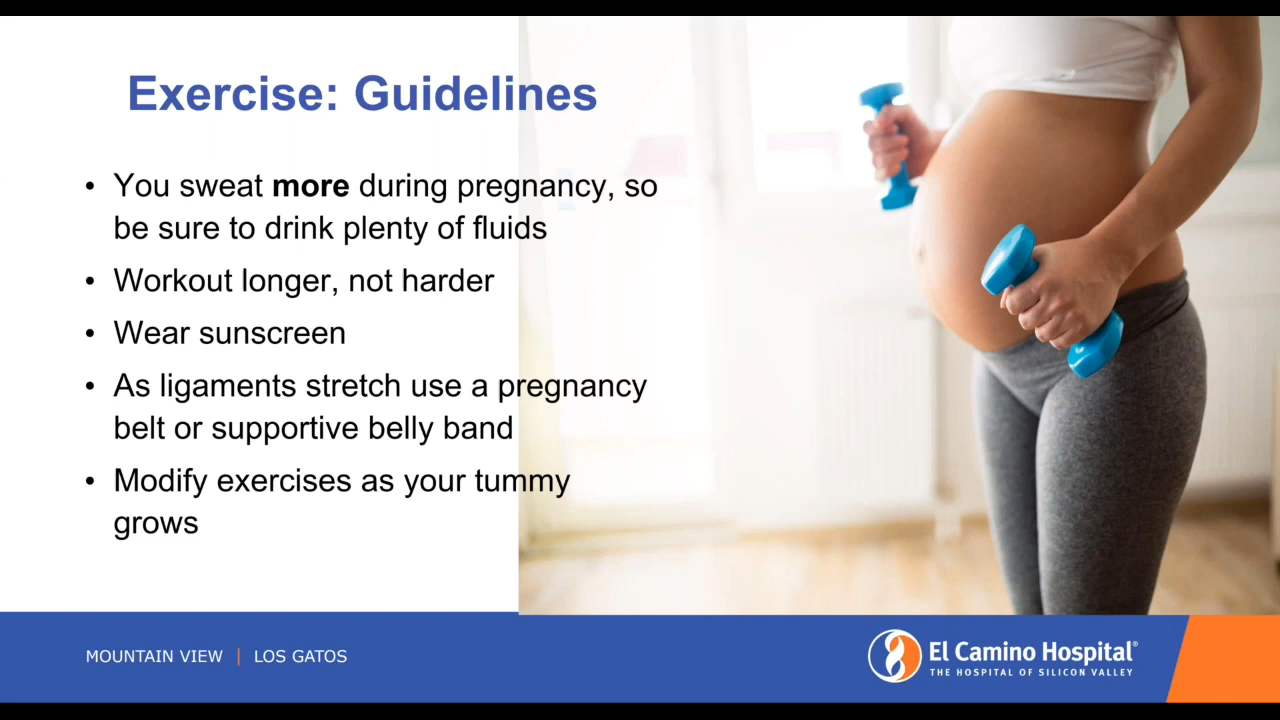 Exercise: Guidelines
• You sweat more during pregnancy, so
be sure to drink plenty of fluids
• Workout longer, not harder
• Wear sunscreen
• As ligaments stretch use a pregnancy
belt or supportive belly band
• Modify exercises as your tummy
grows
MOUNTAIN VIEW | LOS GATOS
El Camino Hospital®
THE HOSPITAL OF SILICON VALLEY